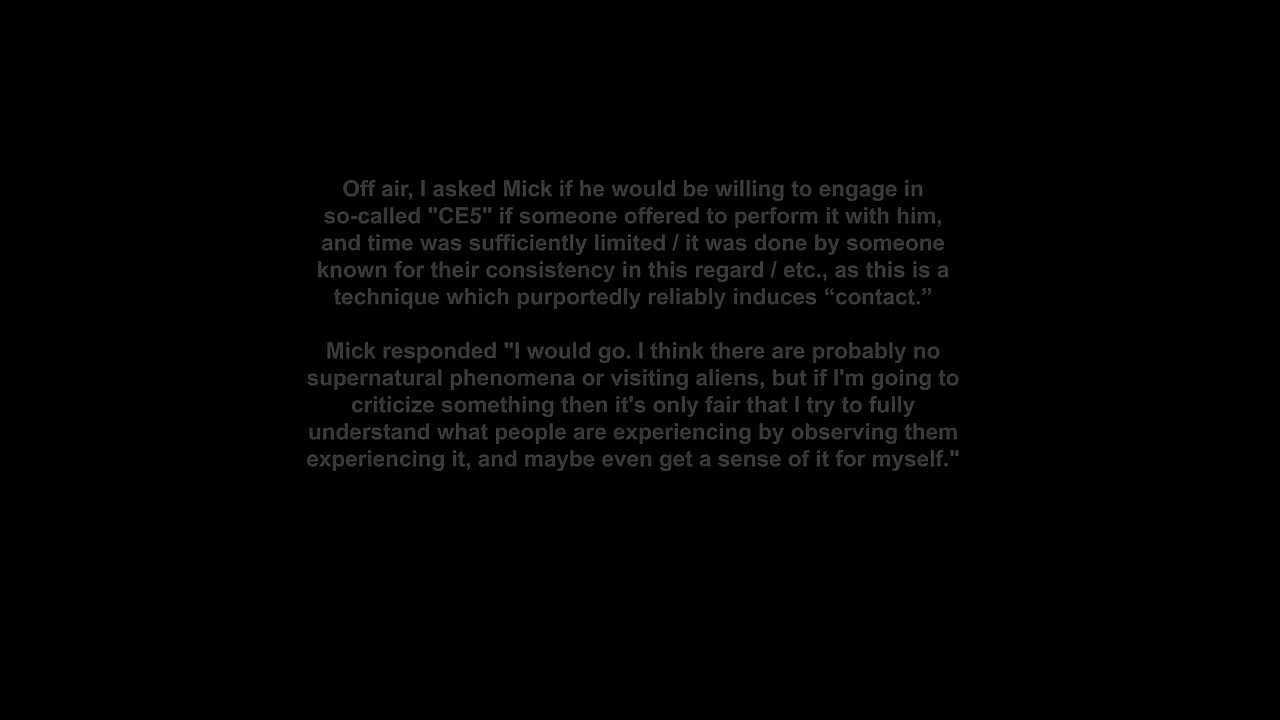 Off air, I asked Mick if he would be willing to engage in
so-called "CE5" if someone offered to perform it with him,
and time was sufficiently limited / it was done by someone
known for their consistency in this regard / etc., as this is a
technique which purportedly reliably induces “contact.”
Mick responded "I would go. I think there are probably no
supernatural phenomena or visiting aliens, but if I'm going to
criticize something then it's only fair that I try to fully
understand what people are experiencing by observing them
experiencing it, and maybe even get a sense of it for myself."